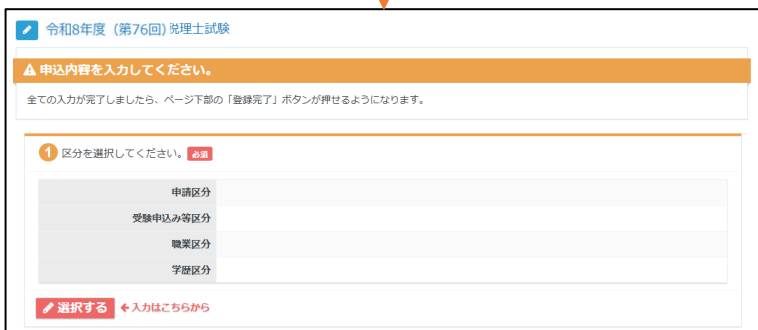 令和8年度（第76回）税理士試験
申込内容を入力してください。
全ての入力が完了しましたら、ページ下部の「登録完了」ボタンが押せるようになります。
1 区分を選択してください。 必須
申請区分
受験申込み等区分
職業区分
学歴区分
選択する ←入力はこちらから